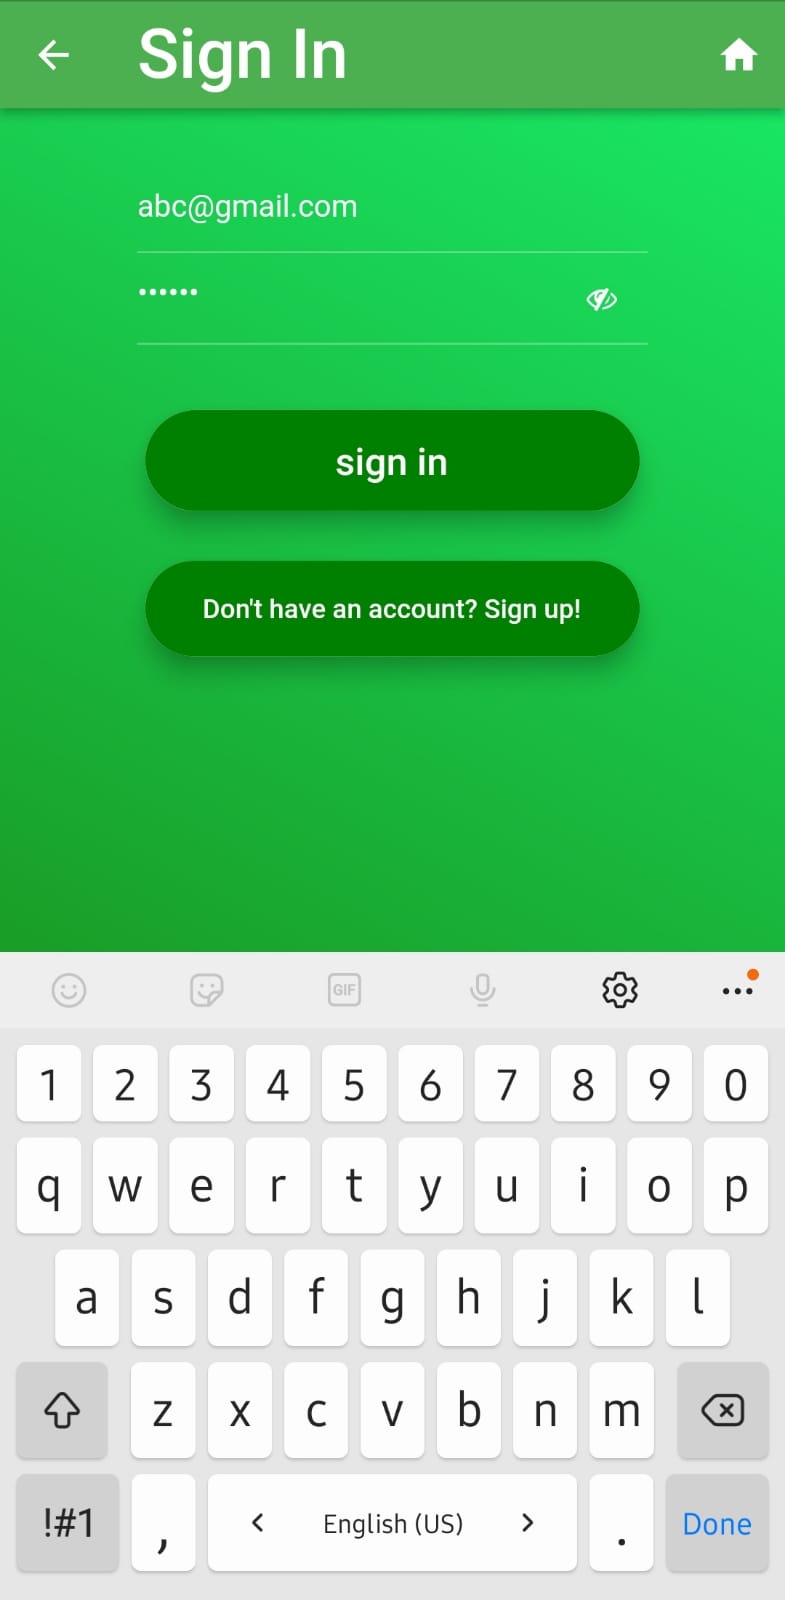 Sign In
abc@gmail.com
••••••
sign in
Don't have an account? Sign up!
GIF
1 2 3 4 5 6 7 8 9 0
q w e r t y u i o p
a s d f g h j k l
z x c v b n m
!#1 , < English (US) > . Done